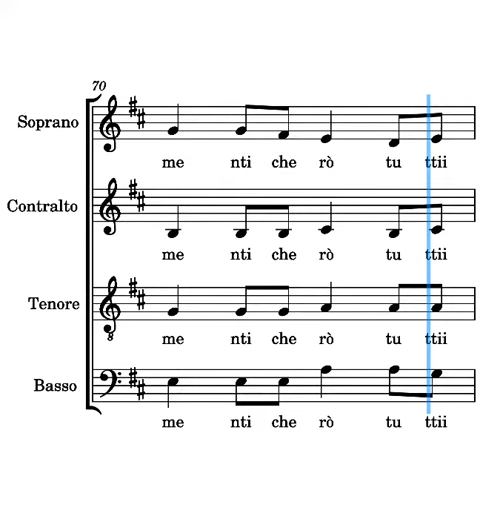 70
Soprano
me nti che rò tu ttii
Contralto
me nti che rò tu ttii
Tenore
8
me nti che rò tu ttii
Basso
me nti che rò tu ttii